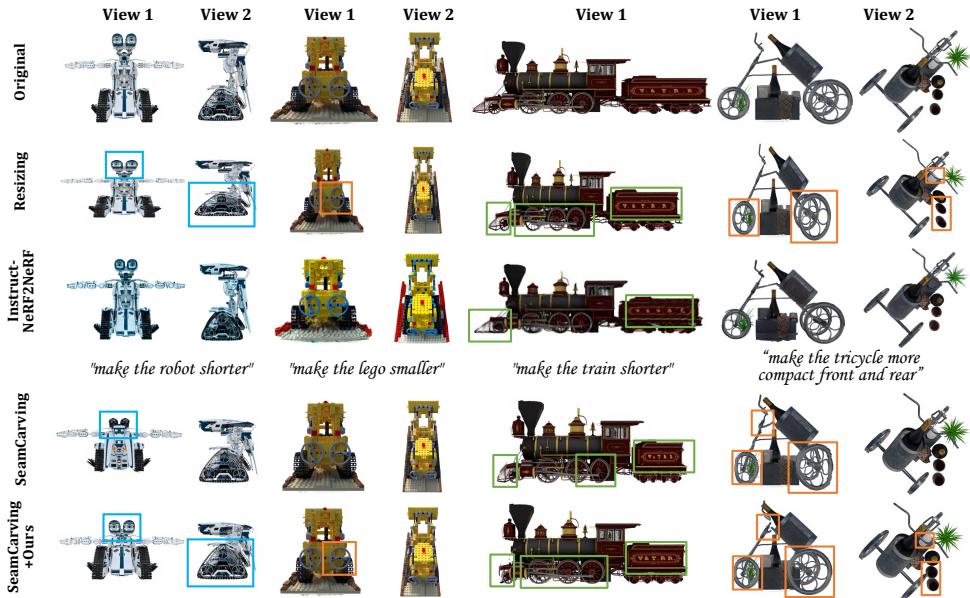 View 1 View 2 View 1 View 2 View 1 View 1 View 2
Original
Resizing
Instruct-
NeRF2NeRF
"make the robot shorter" "make the lego smaller" "make the train shorter" “make the tricycle more
compact front and rear”
SeamCarving
SeamCarving
+Ours